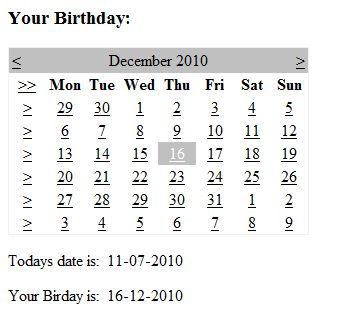 Your Birthday:
< December 2010 >
>> Mon Tue Wed Thu Fri Sat Sun
> 29 30 1 2 3 4 5
> 6 7 8 9 10 11 12
> 13 14 15 16 17 18 19
> 20 21 22 23 24 25 26
> 27 28 29 30 31 1 2
> 3 4 5 6 7 8 9
Todays date is: 11-07-2010
Your Birday is: 16-12-2010